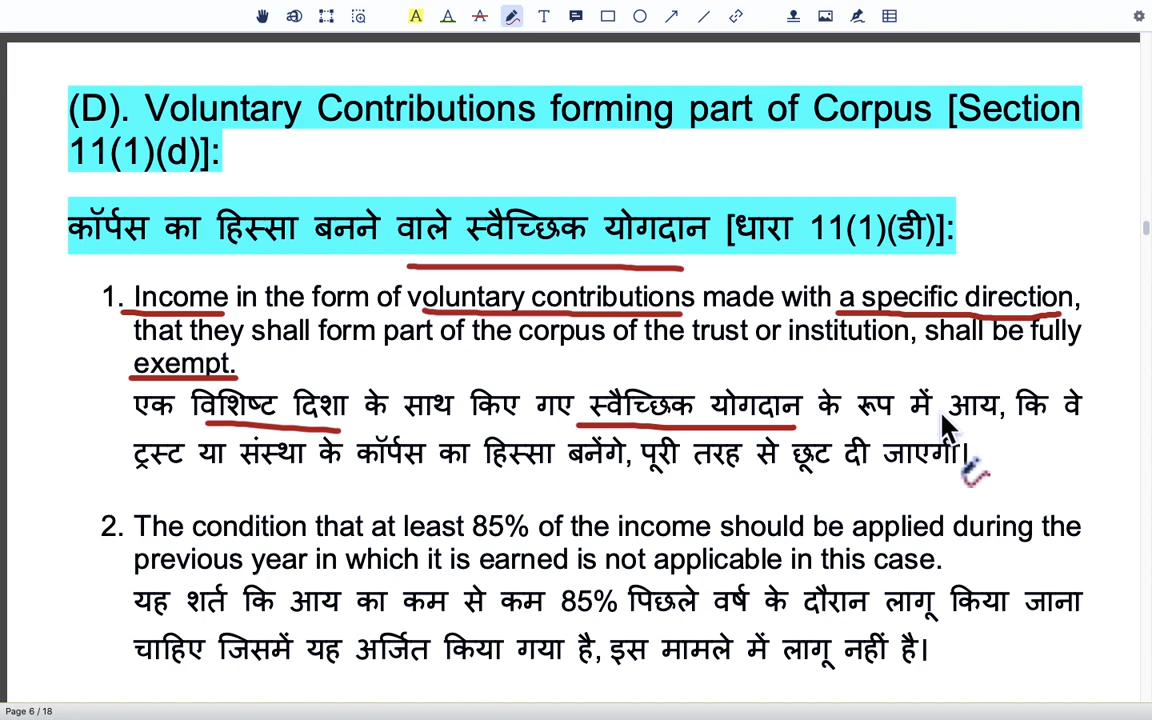 (D). Voluntary Contributions forming part of Corpus [Section
11(1)(d)]:
कॉर्पस का हिस्सा बनने वाले स्वैच्छिक योगदान [धारा 11(1)(डी)]:
1. Income in the form of voluntary contributions made with a specific direction,
that they shall form part of the corpus of the trust or institution, shall be fully
exempt.
एक विशिष्ट दिशा के साथ किए गए स्वैच्छिक योगदान के रूप में आय, कि वे
ट्रस्ट या संस्था के कॉर्पस का हिस्सा बनेंगे, पूरी तरह से छूट दी जाएगी।
2. The condition that at least 85% of the income should be applied during the
previous year in which it is earned is not applicable in this case.
यह शर्त कि आय का कम से कम 85% पिछले वर्ष के दौरान लागू किया जाना
चाहिए जिसमें यह अर्जित किया गया है, इस मामले में लागू नहीं है।
Page 6 / 18